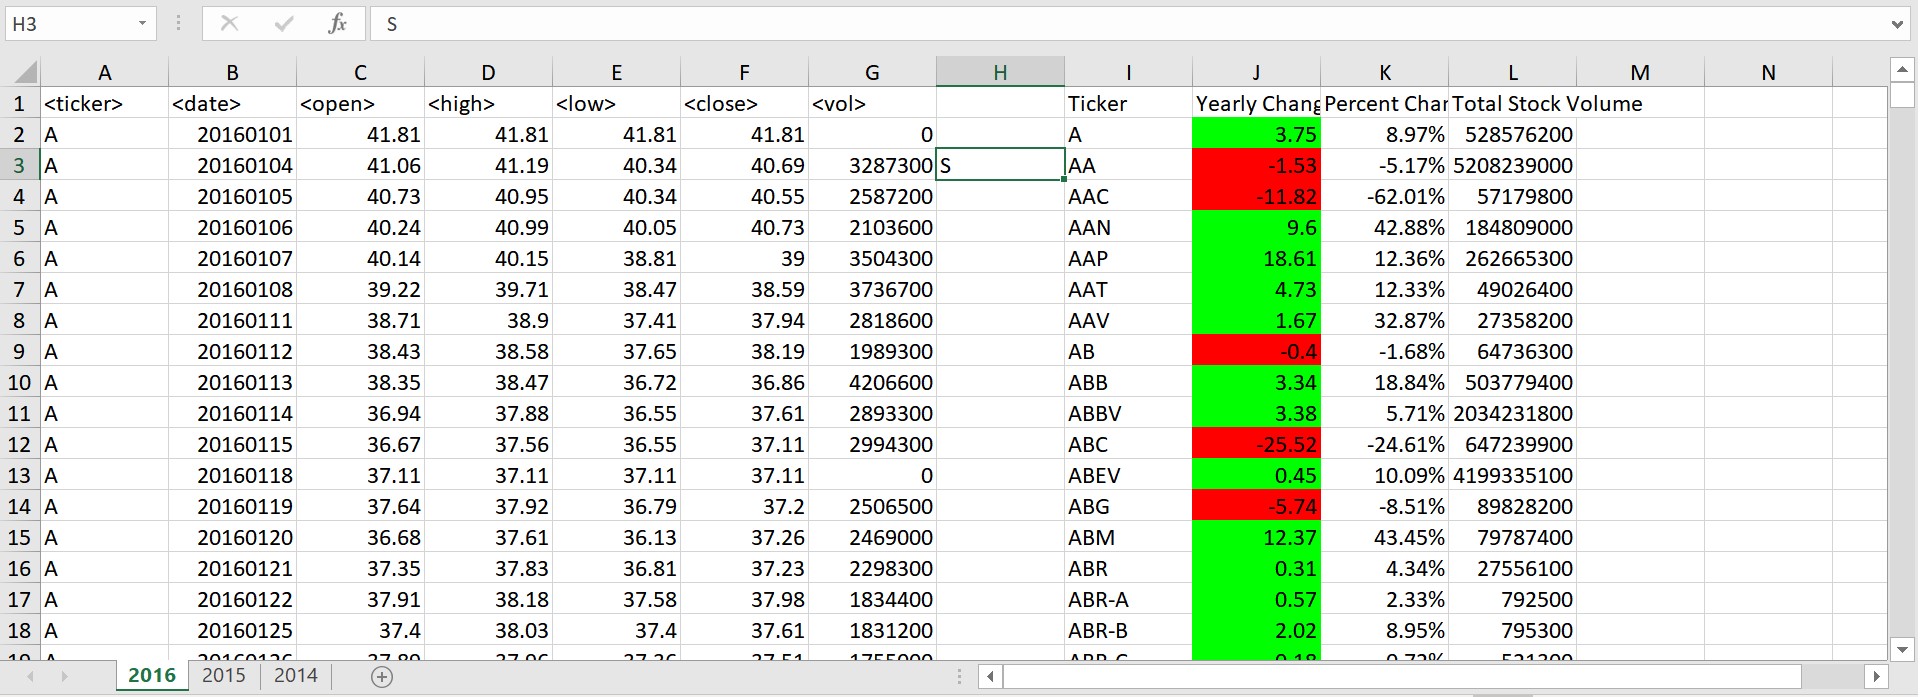 H3 fx S
A B C D E F G H I J K L M N
1 <ticker> <date> <open> <high> <low> <close> <vol> Ticker Yearly Chang Percent Char Total Stock Volume
2 A 20160101 41.81 41.81 41.81 41.81 0 A 3.75 8.97% 528576200
3 A 20160104 41.06 41.19 40.34 40.69 3287300 S AA -1.53 -5.17% 5208239000
4 A 20160105 40.73 40.95 40.34 40.55 2587200 AAC -11.82 -62.01% 57179800
5 A 20160106 40.24 40.99 40.05 40.73 2103600 AAN 9.6 42.88% 184809000
6 A 20160107 40.14 40.15 38.81 39 3504300 AAP 18.61 12.36% 262665300
7 A 20160108 39.22 39.71 38.47 38.59 3736700 AAT 4.73 12.33% 49026400
8 A 20160111 38.71 38.9 37.41 37.94 2818600 AAV 1.67 32.87% 27358200
9 A 20160112 38.43 38.58 37.65 38.19 1989300 AB -0.4 -1.68% 64736300
10 A 20160113 38.35 38.47 36.72 36.86 4206600 ABB 3.34 18.84% 503779400
11 A 20160114 36.94 37.88 36.55 37.61 2893300 ABBV 3.38 5.71% 2034231800
12 A 20160115 36.67 37.56 36.55 37.11 2994300 ABC -25.52 -24.61% 647239900
13 A 20160118 37.11 37.11 37.11 37.11 0 ABEV 0.45 10.09% 4199335100
14 A 20160119 37.64 37.92 36.79 37.2 2506500 ABG -5.74 -8.51% 89828200
15 A 20160120 36.68 37.61 36.13 37.26 2469000 ABM 12.37 43.45% 79787400
16 A 20160121 37.35 37.83 36.81 37.23 2298300 ABR 0.31 4.34% 27556100
17 A 20160122 37.91 38.18 37.58 37.98 1834400 ABR-A 0.57 2.33% 792500
18 A 20160125 37.4 38.03 37.4 37.61 1831200 ABR-B 2.02 8.95% 795300
2016 2015 2014